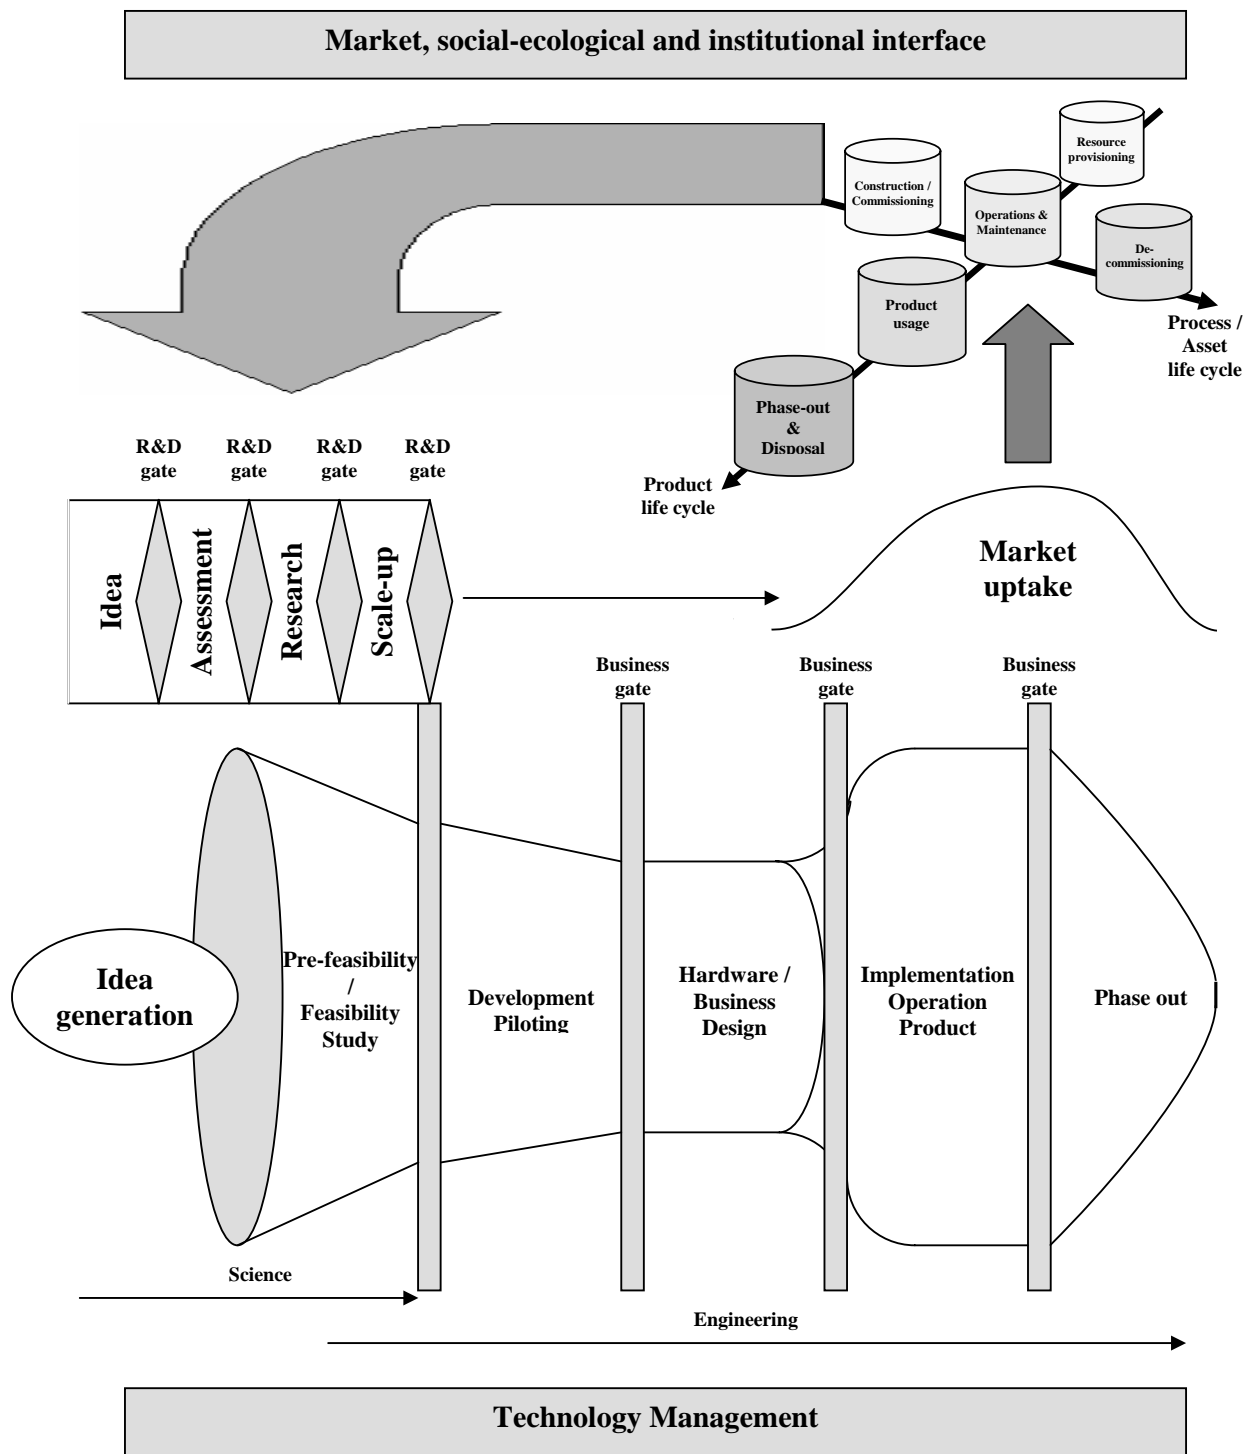 Market, social-ecological and institutional interface
Resource
provisioning
Construction /
Commissioning
Operations &
Maintenance
De-
commissioning
Product
usage
Process /
Asset
life cycle
Phase-out
&
Disposal
Product
life cycle
R&D
gate
R&D
gate
R&D
gate
R&D
gate
Idea
Assessment
Research
Scale-up
Market
uptake
Business
gate
Business
gate
Business
gate
Idea
generation
Pre-feasibility
/
Feasibility
Study
Development
Piloting
Hardware /
Business
Design
Implementation
Operation
Product
Phase out
Science
Engineering
Technology Management